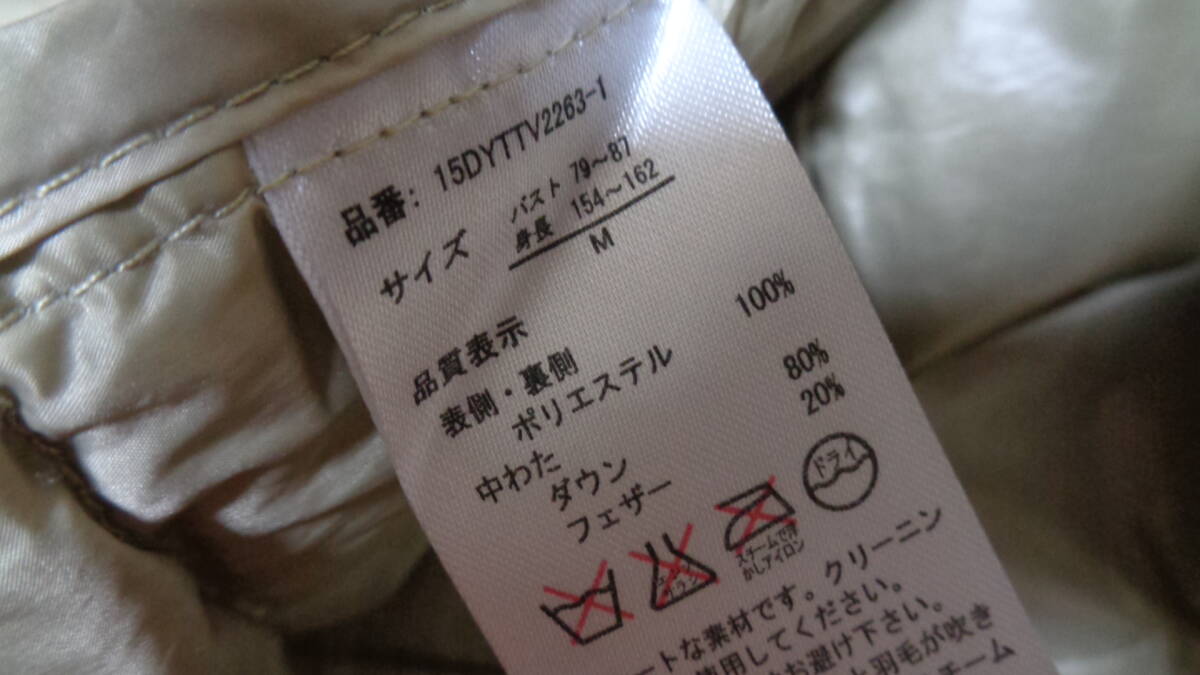 品番: 15DYTTV2263-1
サイズ
バスト 79～87
身長 154～162
M
品質表示
表側・裏側
ポリエステル 100%
中わた
ダウン 80%
フェザー 20%
ドライ
スチームで浮
かしアイロン
ートな素材です。クリーニン
使用してください。
お避け下さい。
と羽毛が吹き
チーム